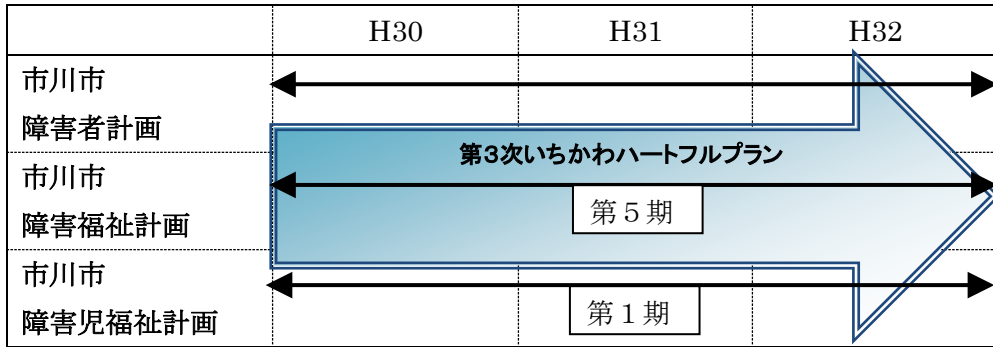 H30 H31 H32
市川市
障害者計画
第3次いちかわハートフルプラン
市川市
障害福祉計画
第5期
市川市
障害児福祉計画
第1期